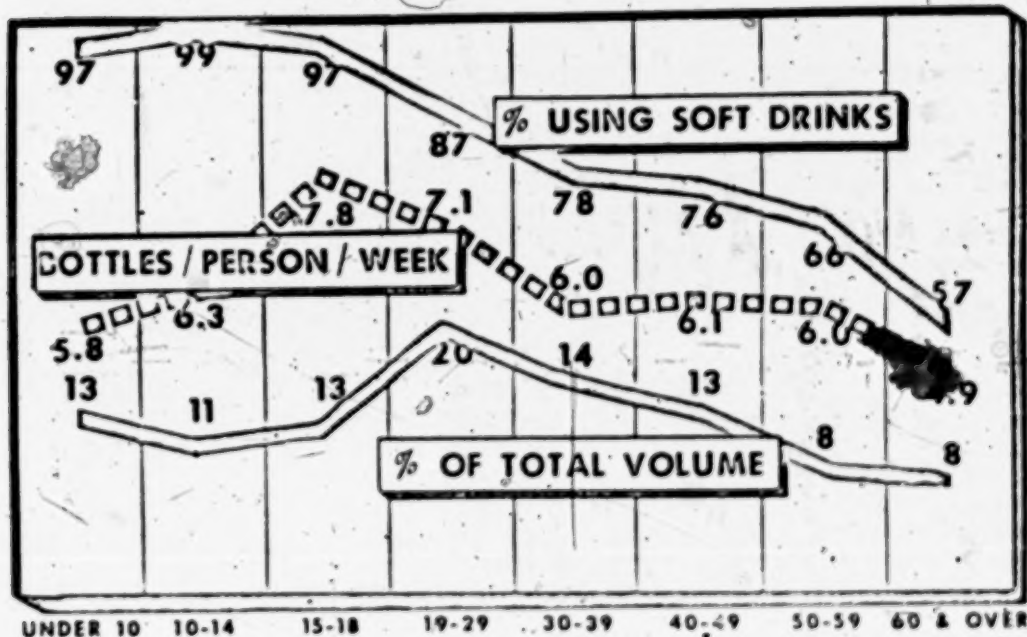 97 99 97
% USING SOFT DRINKS
87
7.8 7.1 78 76
BOTTLES / PERSON / WEEK
6.0 66
6.3 6.1 57
5.8 20 14
13 11 13 13
8 8
% OF TOTAL VOLUME
UNDER 10 10-14 15-18 19-29 30-39 40-49 50-59 60 & OVER